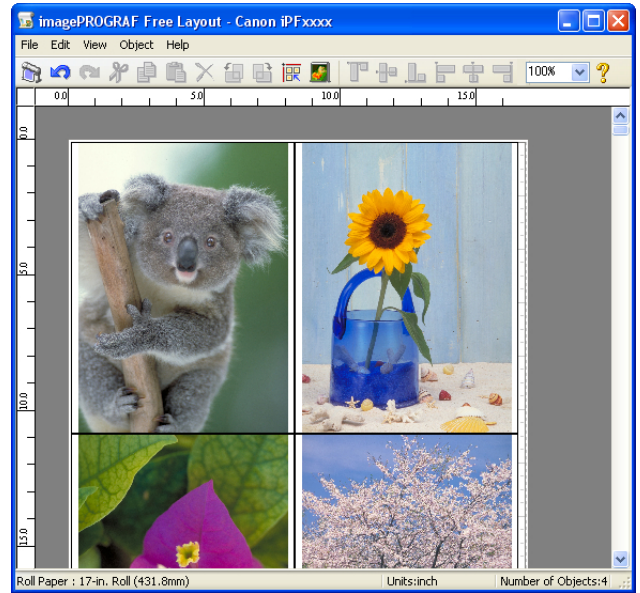 imagePROGRAF Free Layout - Canon iPFxxxx
File Edit View Object Help
100%
0.0 5.0 10.0 15.0
0.0
5.0
10.0
15.0
Roll Paper : 17-in. Roll (431.8mm) Units:inch Number of Objects:4